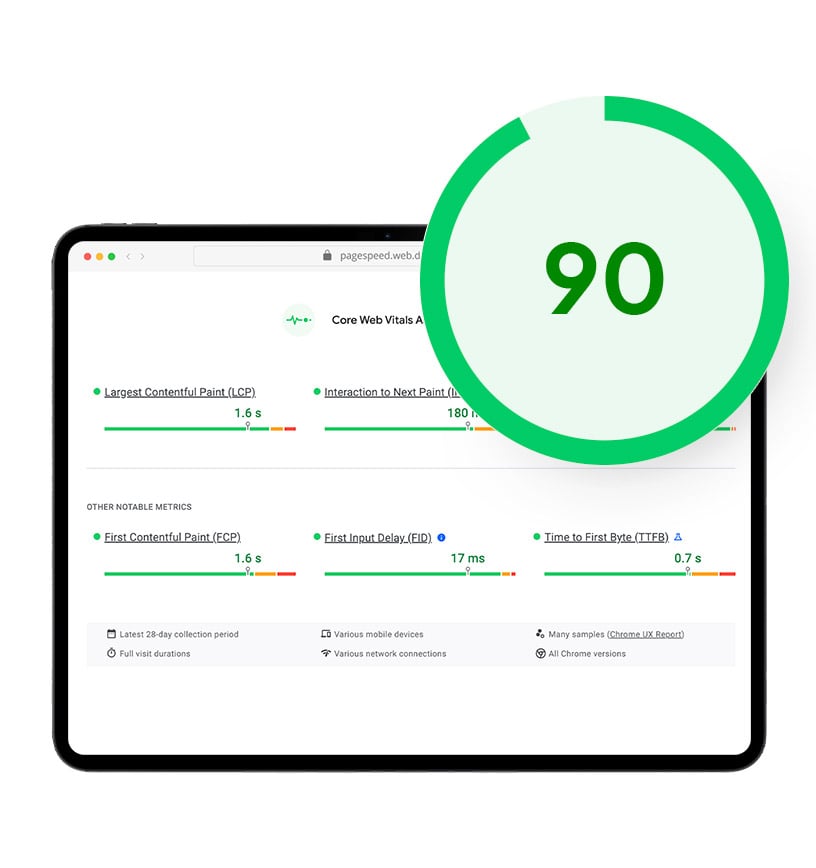 90
pagespeed.web.d
Core Web Vitals A
Largest Contentful Paint (LCP)
1.6 s
Interaction to Next Paint (I
180
OTHER NOTABLE METRICS
First Contentful Paint (FCP)
1.6 s
First Input Delay (FID)
17 ms
Time to First Byte (TTFB)
0.7 s
Latest 28-day collection period
Various mobile devices
Many samples (Chrome UX Report)
Full visit durations
Various network connections
All Chrome versions